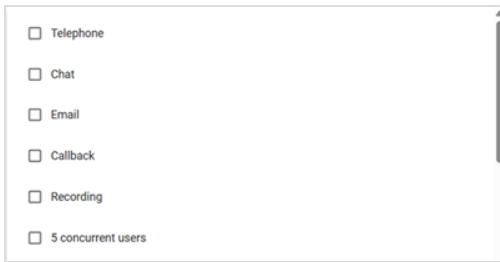 Telephone
Chat
Email
Callback
Recording
5 concurrent users